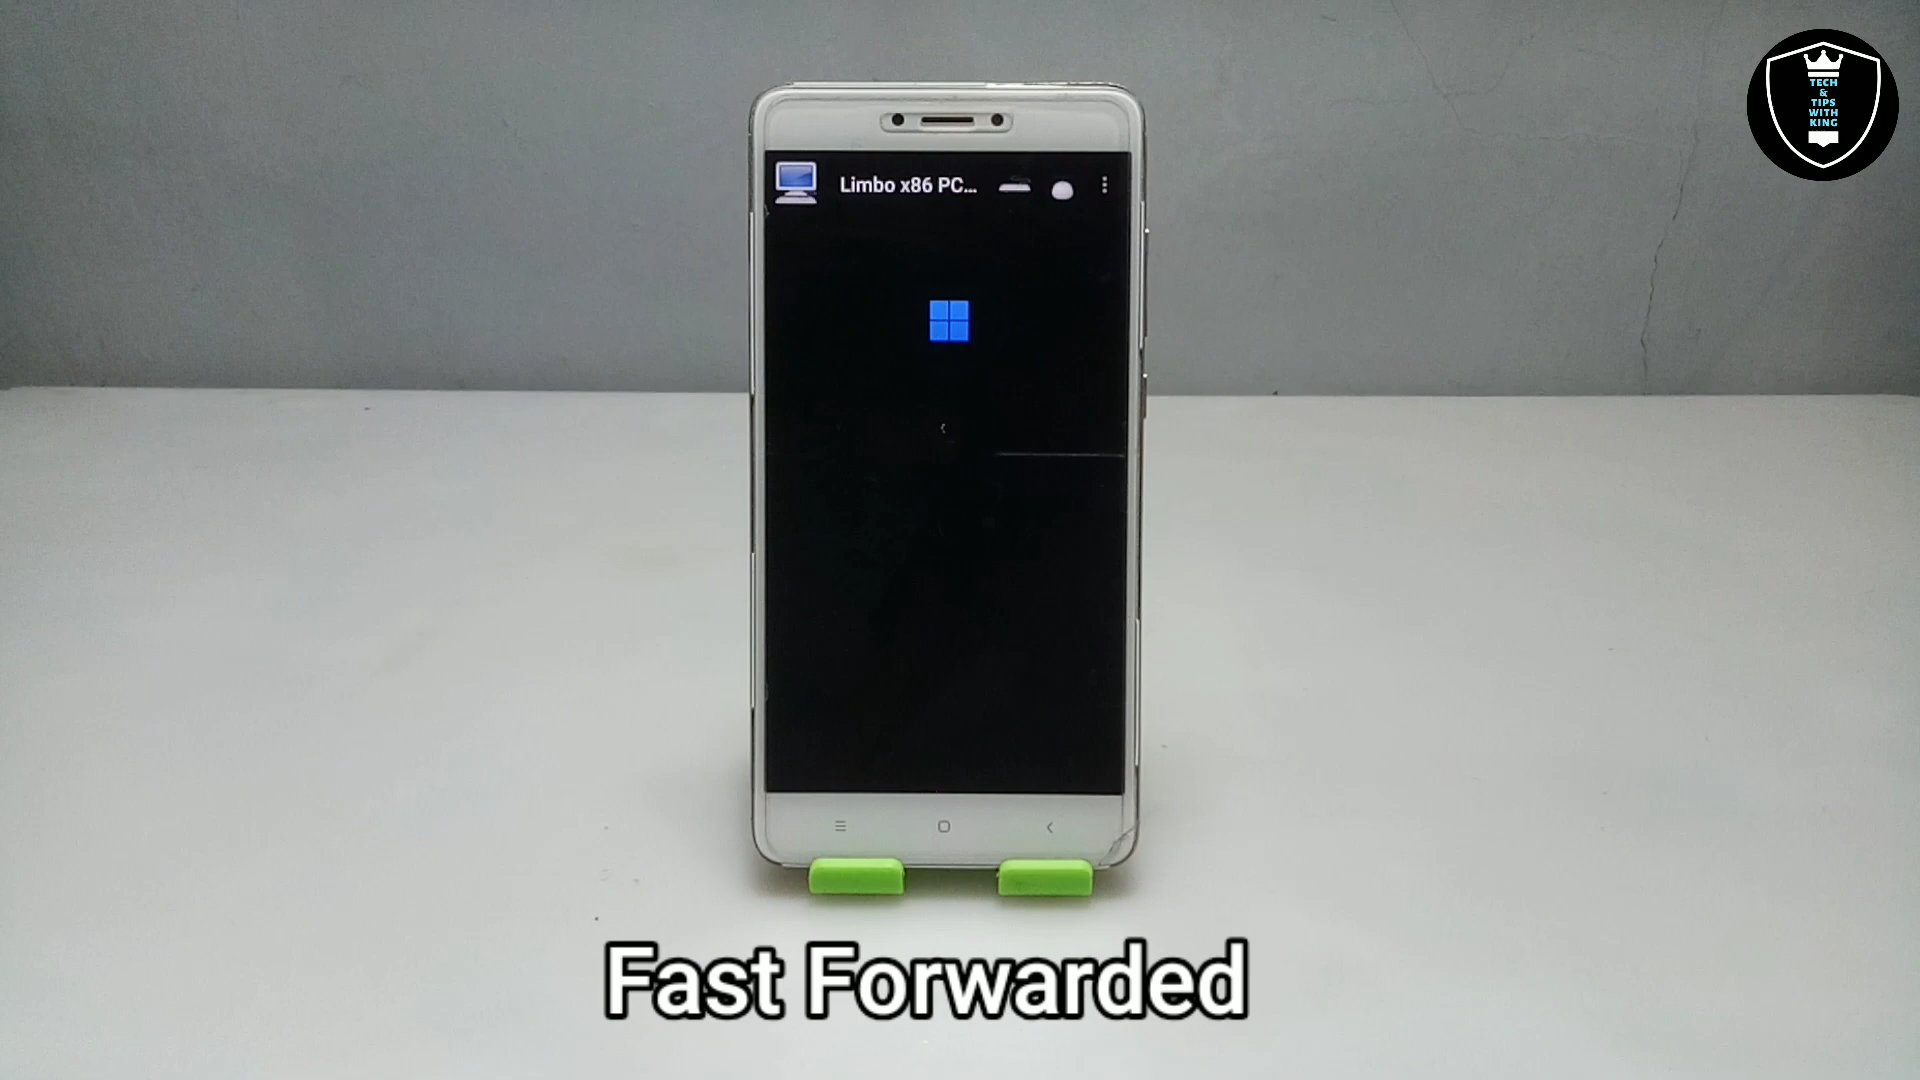 TECH
&
TIPS
WITH
KING
Limbo x86 PC...
Fast Forwarded